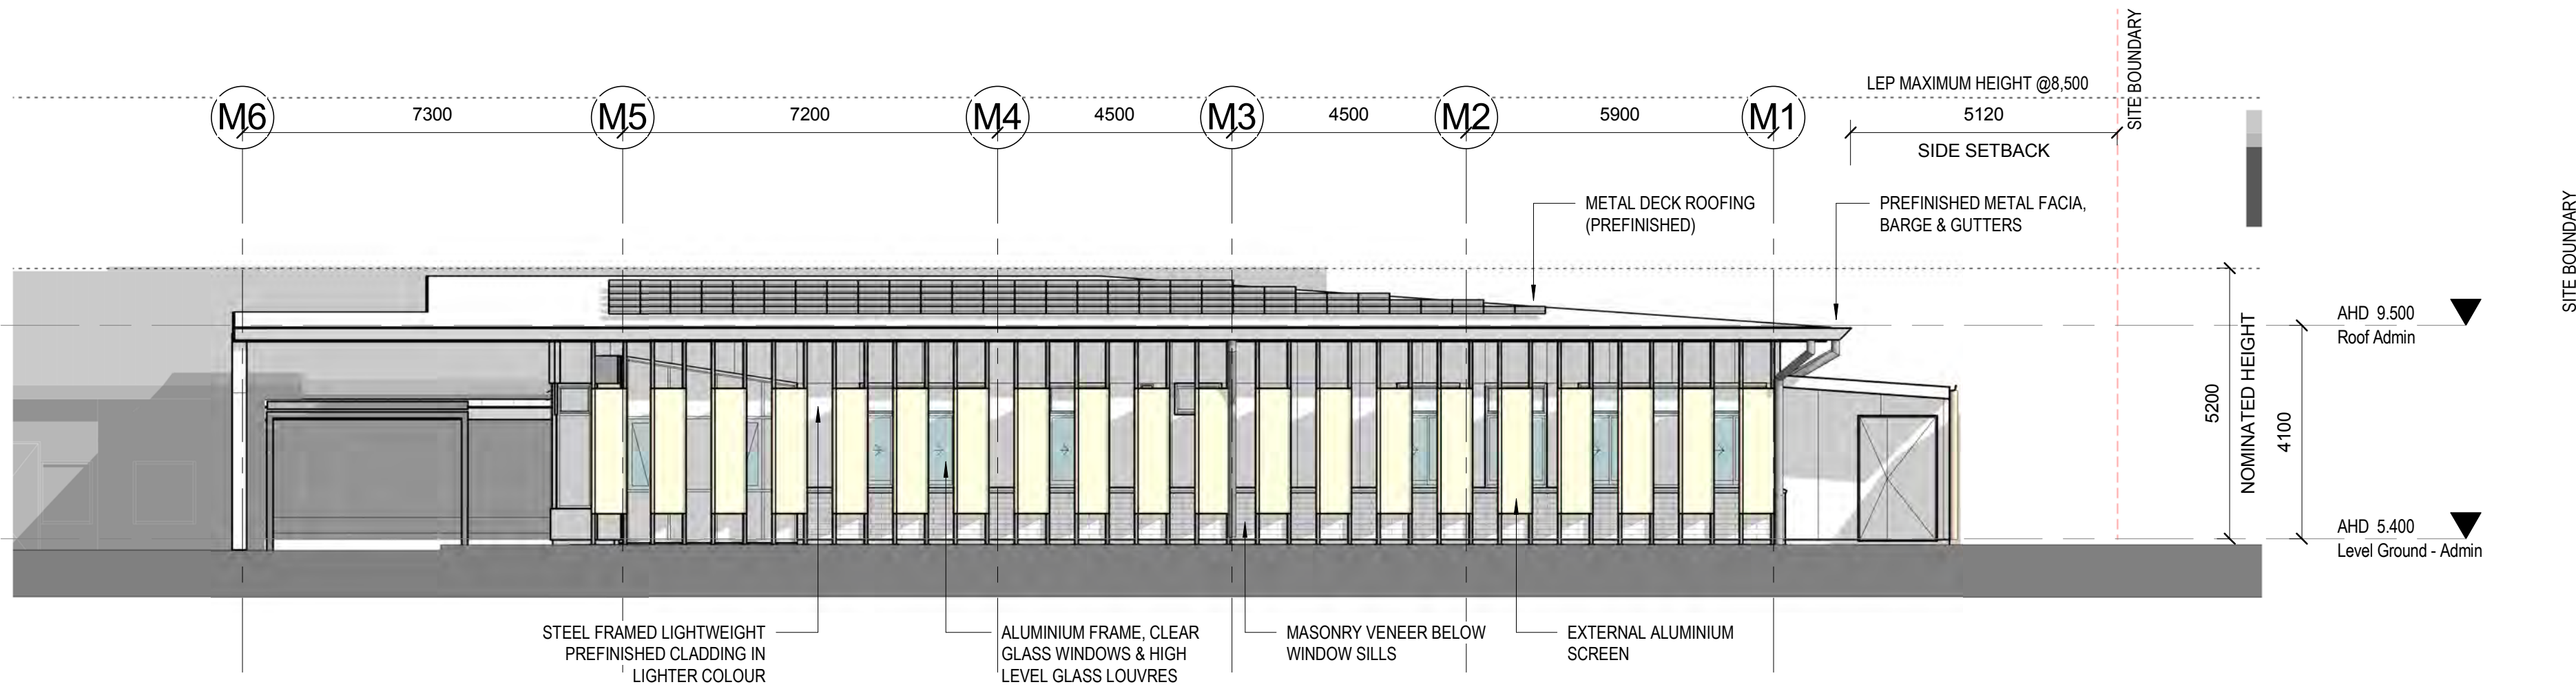 SITE BOUNDARY
LEP MAXIMUM HEIGHT @8,500
M6
7300
M5
7200
M4
4500
M3
4500
M2
5900
M1
5120
SIDE SETBACK
METAL DECK ROOFING
(PREFINISHED)
PREFINISHED METAL FACIA,
BARGE & GUTTERS
SITE BOUNDARY
AHD 9.500
Roof Admin
5200
NOMINATED HEIGHT
4100
AHD 5.400
Level Ground - Admin
STEEL FRAMED LIGHTWEIGHT
PREFINISHED CLADDING IN
LIGHTER COLOUR
ALUMINIUM FRAME, CLEAR
GLASS WINDOWS & HIGH
LEVEL GLASS LOUVRES
MASONRY VENEER BELOW
WINDOW SILLS
EXTERNAL ALUMINIUM
SCREEN